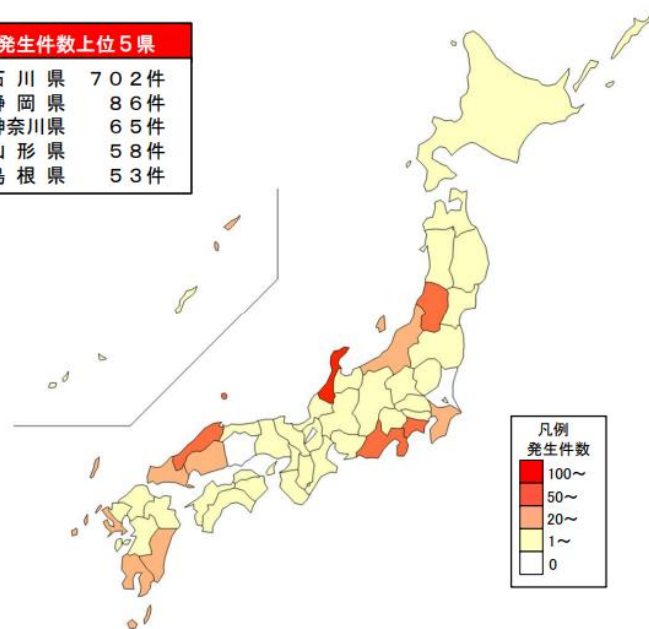 発生件数上位５県
石 川 県　７０２件
静 岡 県　８６件
神奈川県　６５件
山 形 県　５８件
島 根 県　５３件
凡例
発生件数
100～
50～
20～
1～
0